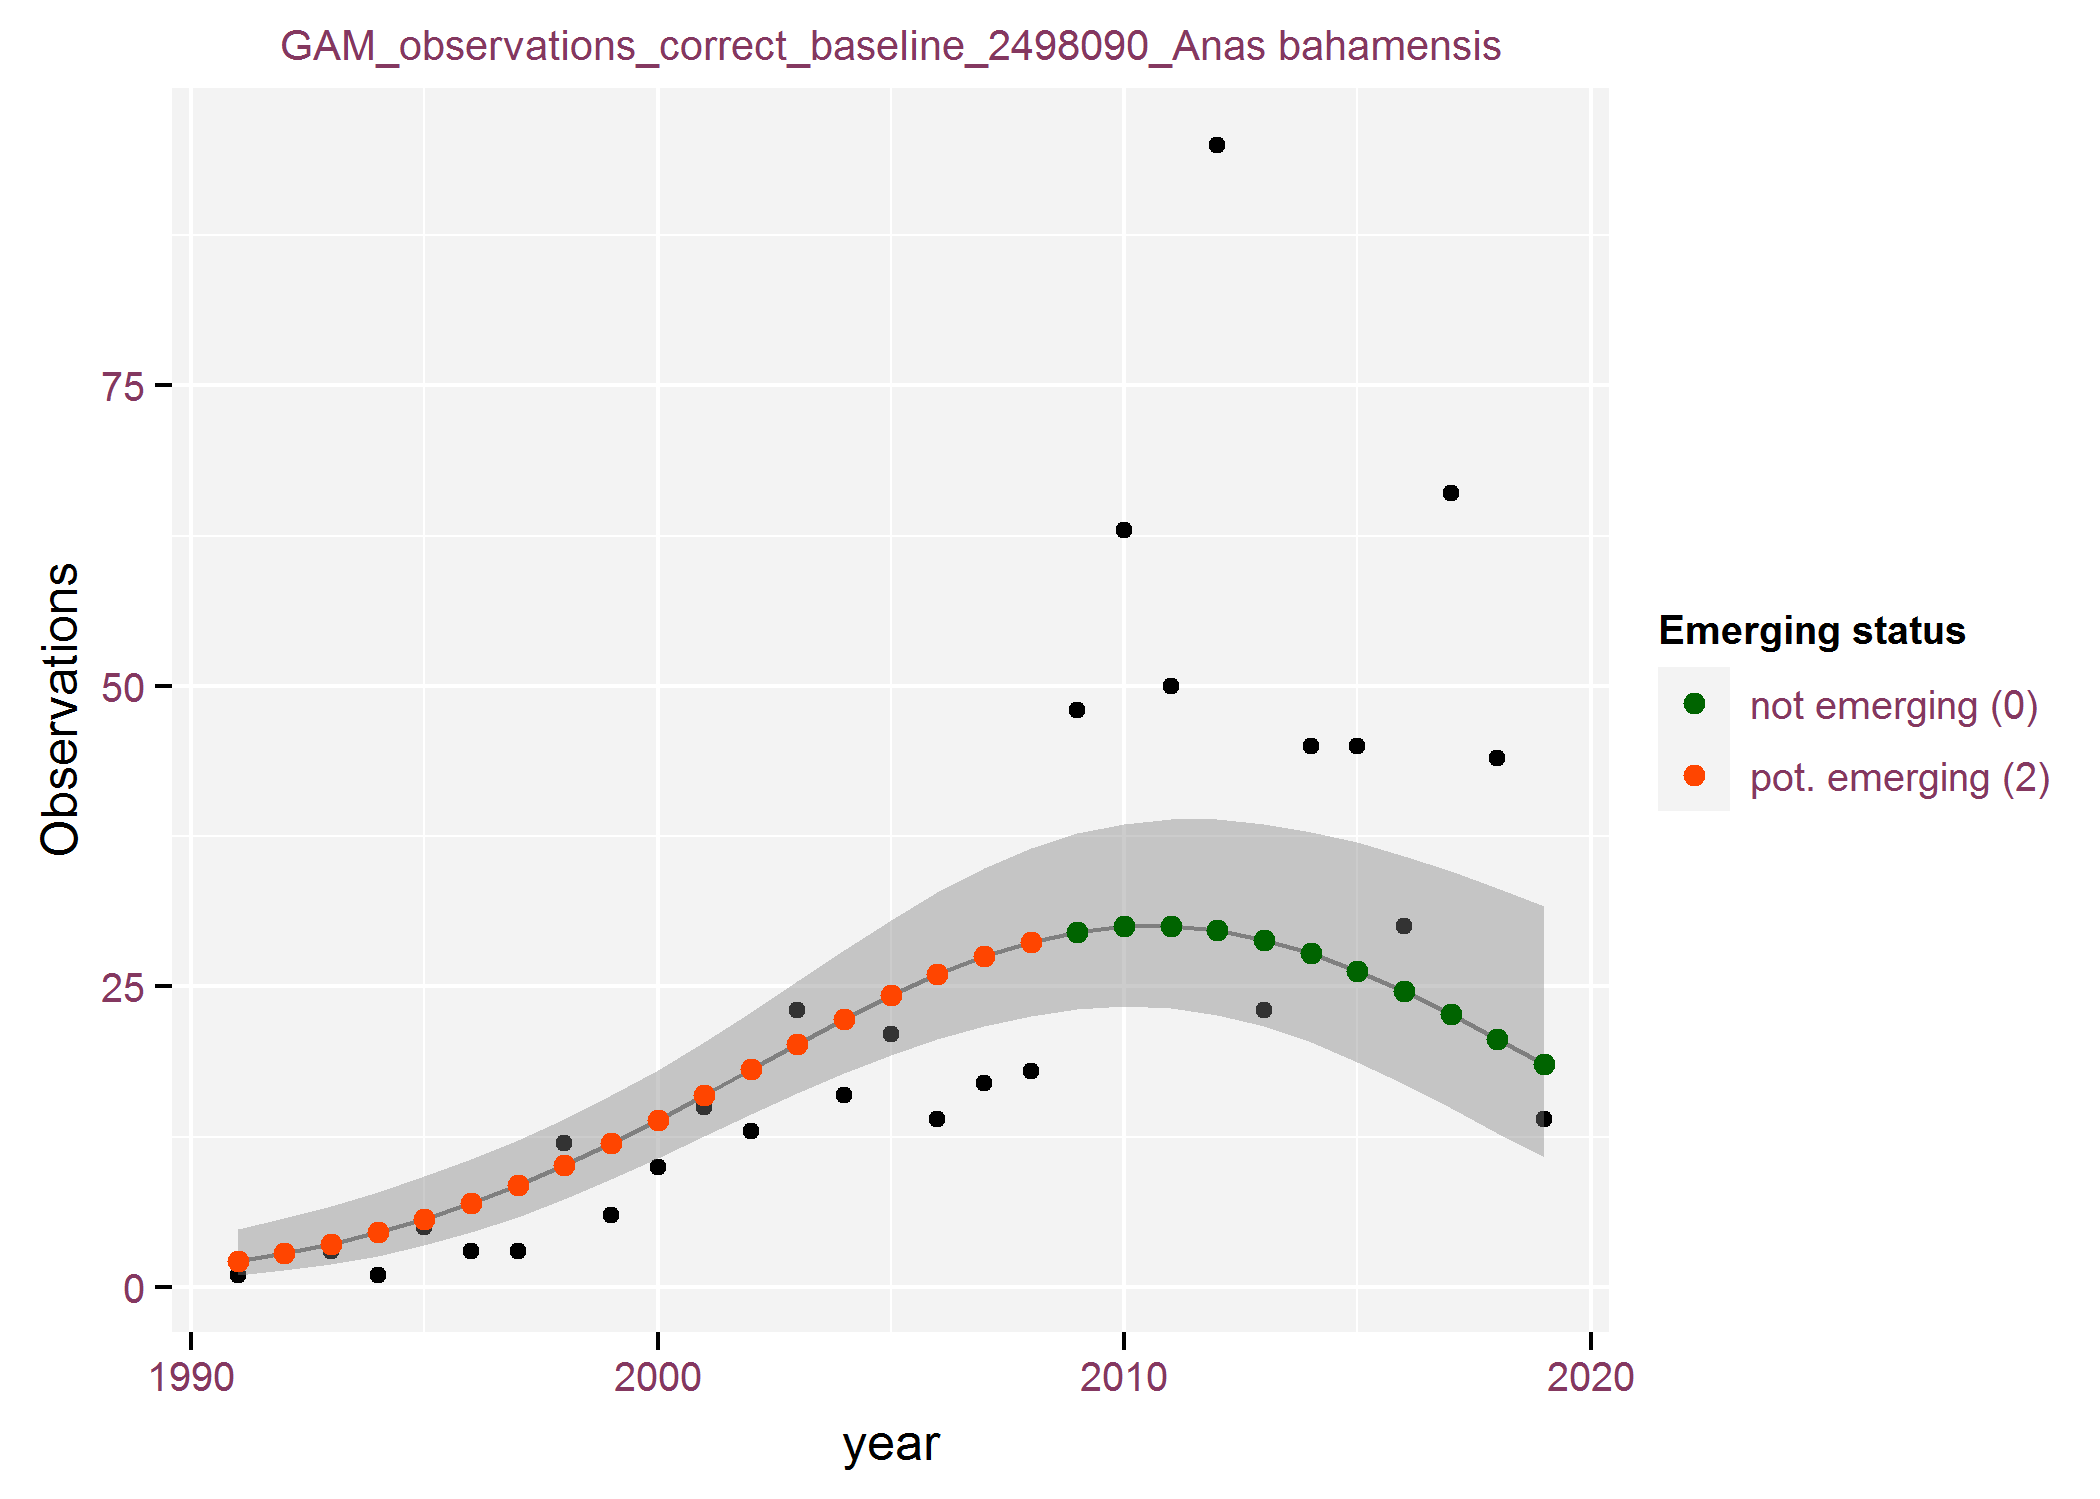 GAM_observations_correct_baseline_2498090_Anas bahamensis
Observations
75
50
25
0
1990 2000 2010 2020
year
Emerging status
not emerging (0)
pot. emerging (2)